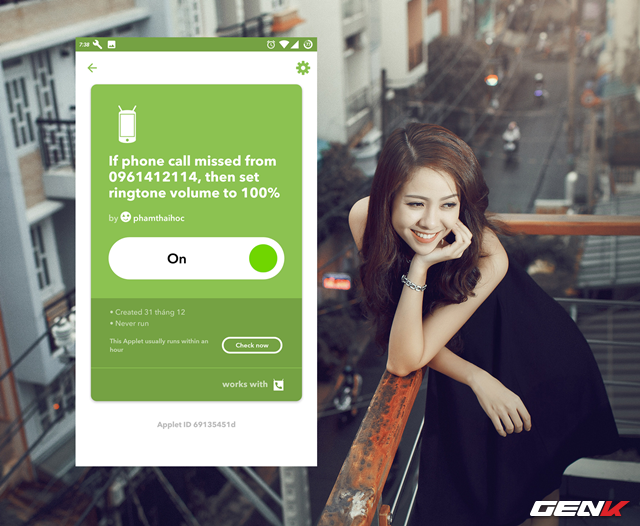 7:38
If phone call missed from
0961412114, then set
ringtone volume to 100%
by phamthaihoc
On
• Created 31 tháng 12
• Never run
This Applet usually runs within an
hour
Check now
works with
Applet ID 69135451d
GENK